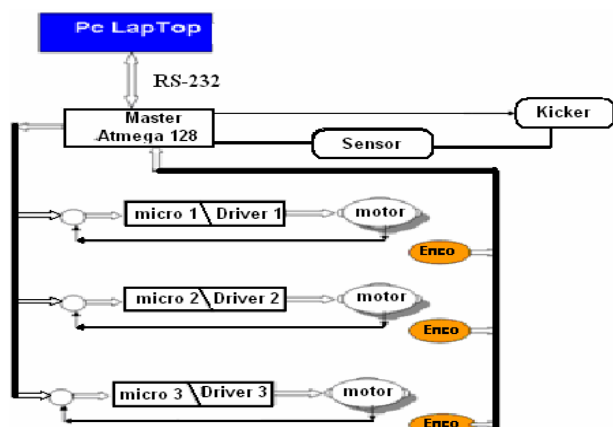 Pc LapTop
RS-232
Master
Atmega 128
Kicker
Sensor
micro 1\Driver 1
motor
Enco
micro 2\Driver 2
motor
Enco
micro 3\Driver 3
motor
Enco